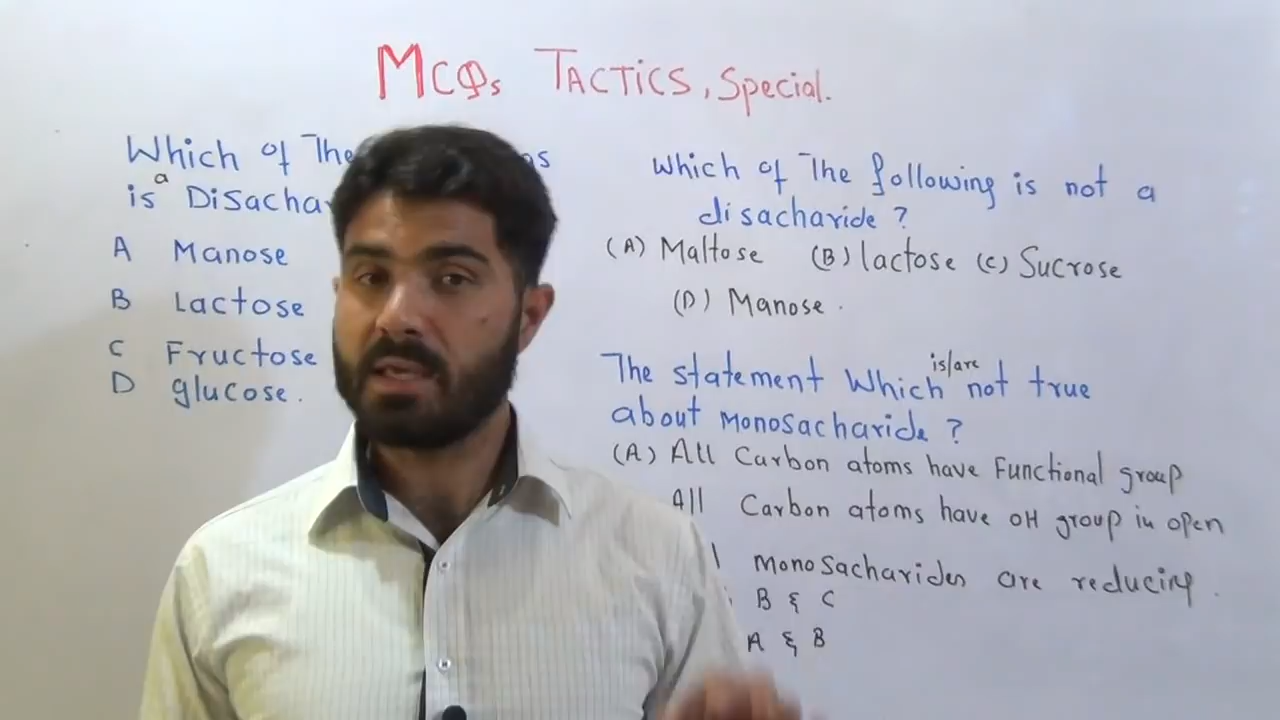 MCQs TACTICS, Special.
Which of The
is a Disacha
A Manose
B Lactose
C Fructose
D glucose.
Which of The following is not a
disacharide ?
(A) Maltose (B) lactose (C) Sucrose
(D) Manose.
The statement Which is/are not true
about Monosacharide ?
(A) All Carbon atoms have Functional group
All Carbon atoms have OH group in open
monosacharides are reducing.
B & C
A & B